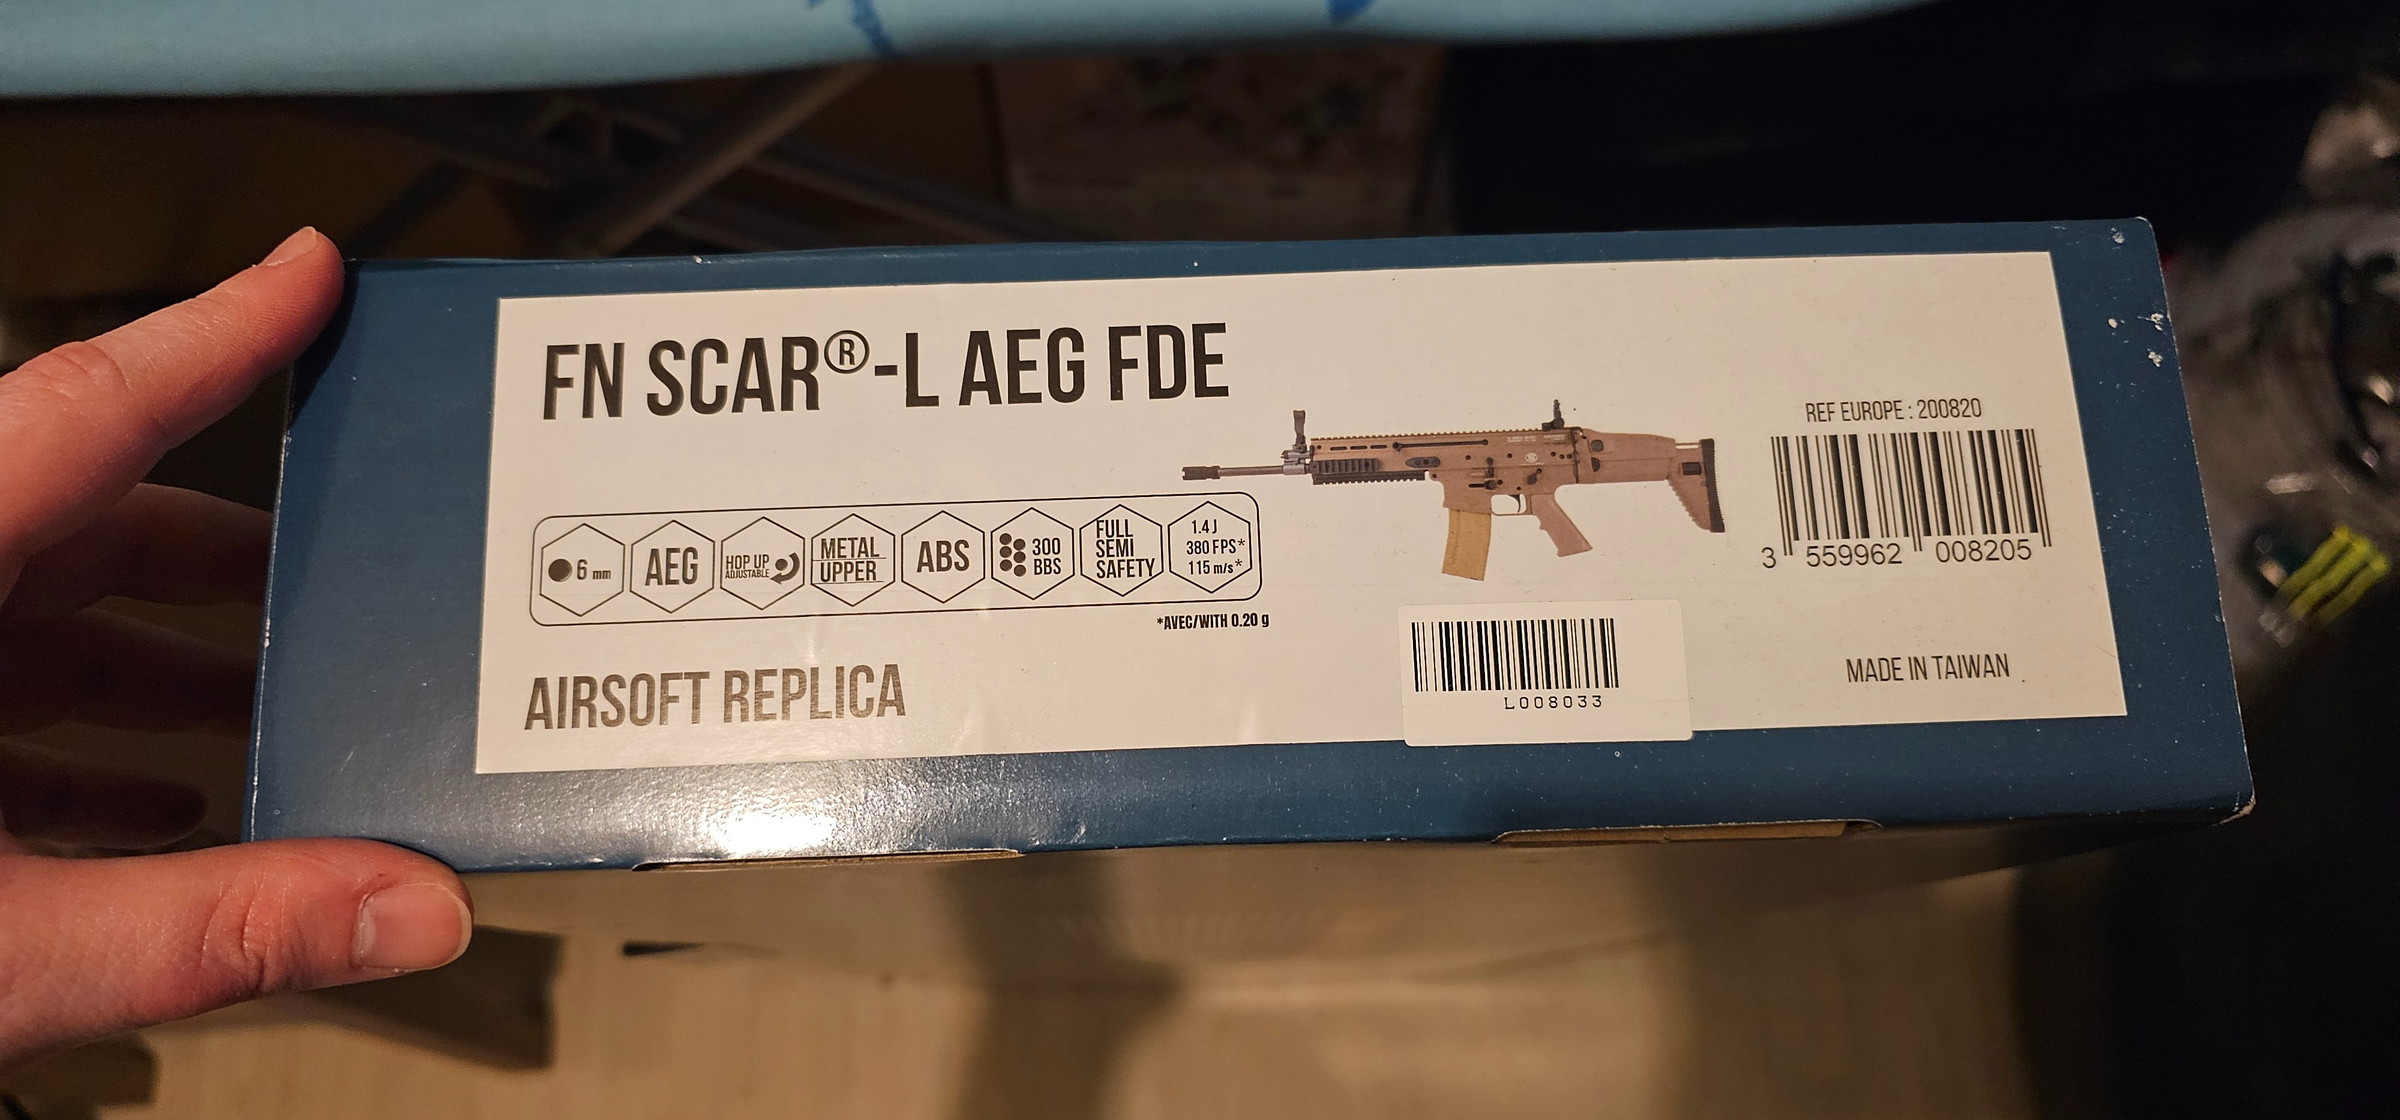 FN SCAR®-L AEG FDE
REF EUROPE : 200820
3 559962 008205
6 mm
AEG
HOP UP
ADJUSTABLE
METAL
UPPER
ABS
300
BBS
FULL
SEMI
SAFETY
1.4 J
380 FPS*
115 m/s*
*AVEC/WITH 0.20 g
AIRSOFT REPLICA
L008033
MADE IN TAIWAN